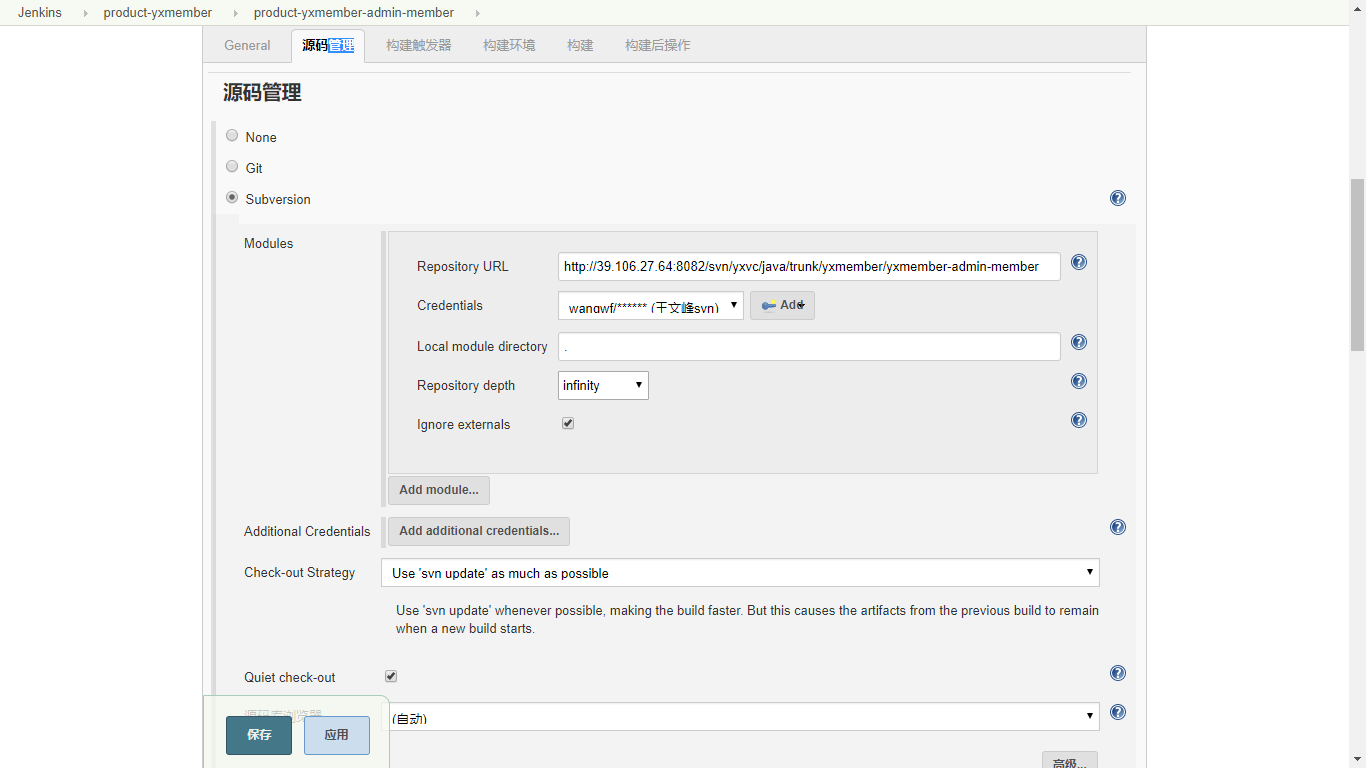 Jenkins product-yxmember product-yxmember-admin-member
General 源码管理 构建触发器 构建环境 构建 构建后操作
源码管理
None
Git
Subversion
Modules
Repository URL http://39.106.27.64:8082/svn/yxvc/java/trunk/yxmember/yxmember-admin-member
Credentials wangwf/****** (王文峰svn) Add
Local module directory .
Repository depth infinity
Ignore externals
Add module...
Additional Credentials Add additional credentials...
Check-out Strategy Use 'svn update' as much as possible
Use 'svn update' whenever possible, making the build faster. But this causes the artifacts from the previous build to remain
when a new build starts.
Quiet check-out
源码库浏览器 (自动)
保存 应用
高级...